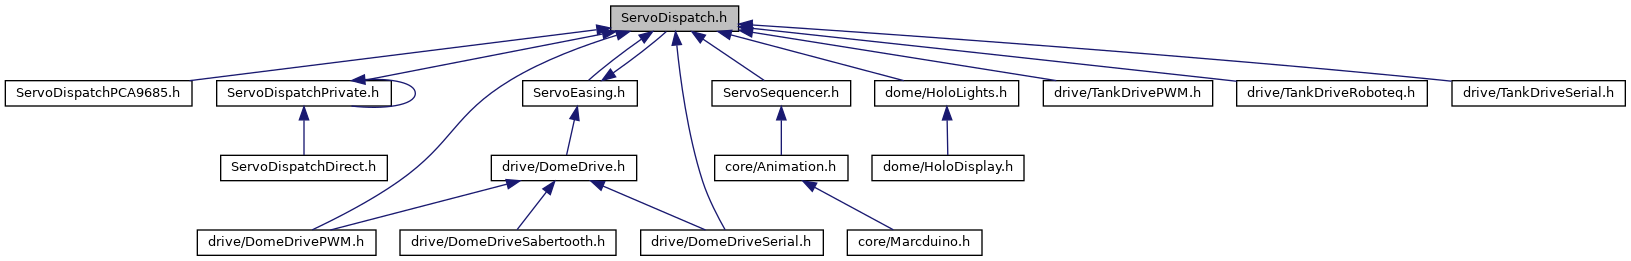 ServoDispatch.h
ServoDispatchPCA9685.h
ServoDispatchPrivate.h
ServoEasing.h
ServoSequencer.h
dome/HoloLights.h
drive/TankDrivePWM.h
drive/TankDriveRoboteq.h
drive/TankDriveSerial.h
ServoDispatchDirect.h
drive/DomeDrive.h
core/Animation.h
dome/HoloDisplay.h
drive/DomeDrivePWM.h
drive/DomeDriveSabertooth.h
drive/DomeDriveSerial.h
core/Marcduino.h